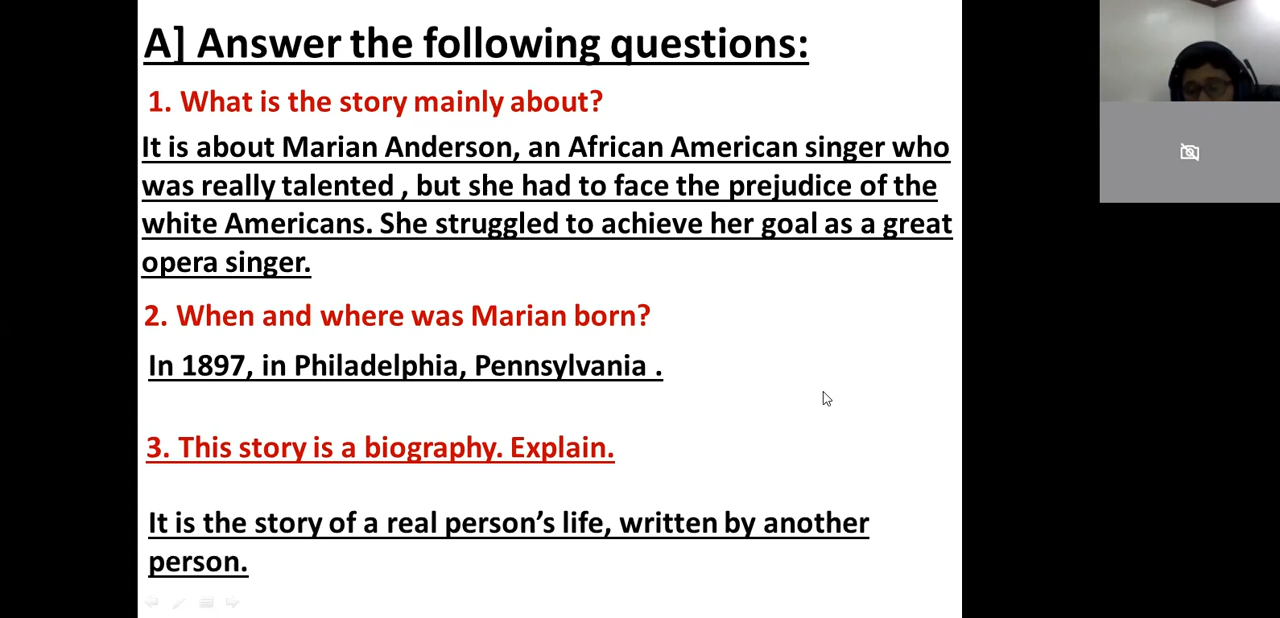 A] Answer the following questions:
1. What is the story mainly about?
It is about Marian Anderson, an African American singer who
was really talented , but she had to face the prejudice of the
white Americans. She struggled to achieve her goal as a great
opera singer.
2. When and where was Marian born?
In 1897, in Philadelphia, Pennsylvania .
3. This story is a biography. Explain.
It is the story of a real person’s life, written by another
person.